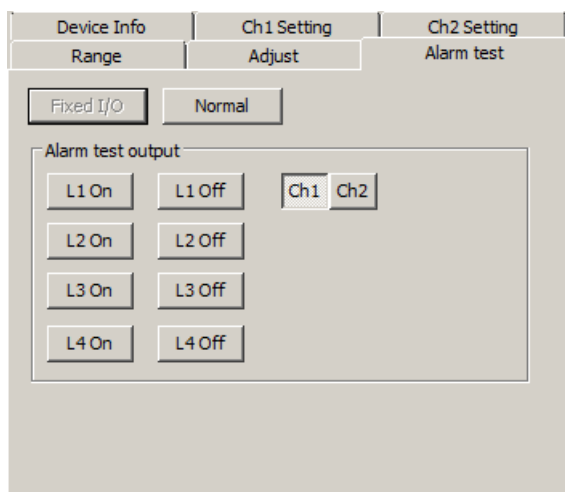 Device Info Ch1 Setting Ch2 Setting
Range Adjust Alarm test
Fixed I/O Normal
Alarm test output
L1 On L1 Off Ch1 Ch2
L2 On L2 Off
L3 On L3 Off
L4 On L4 Off